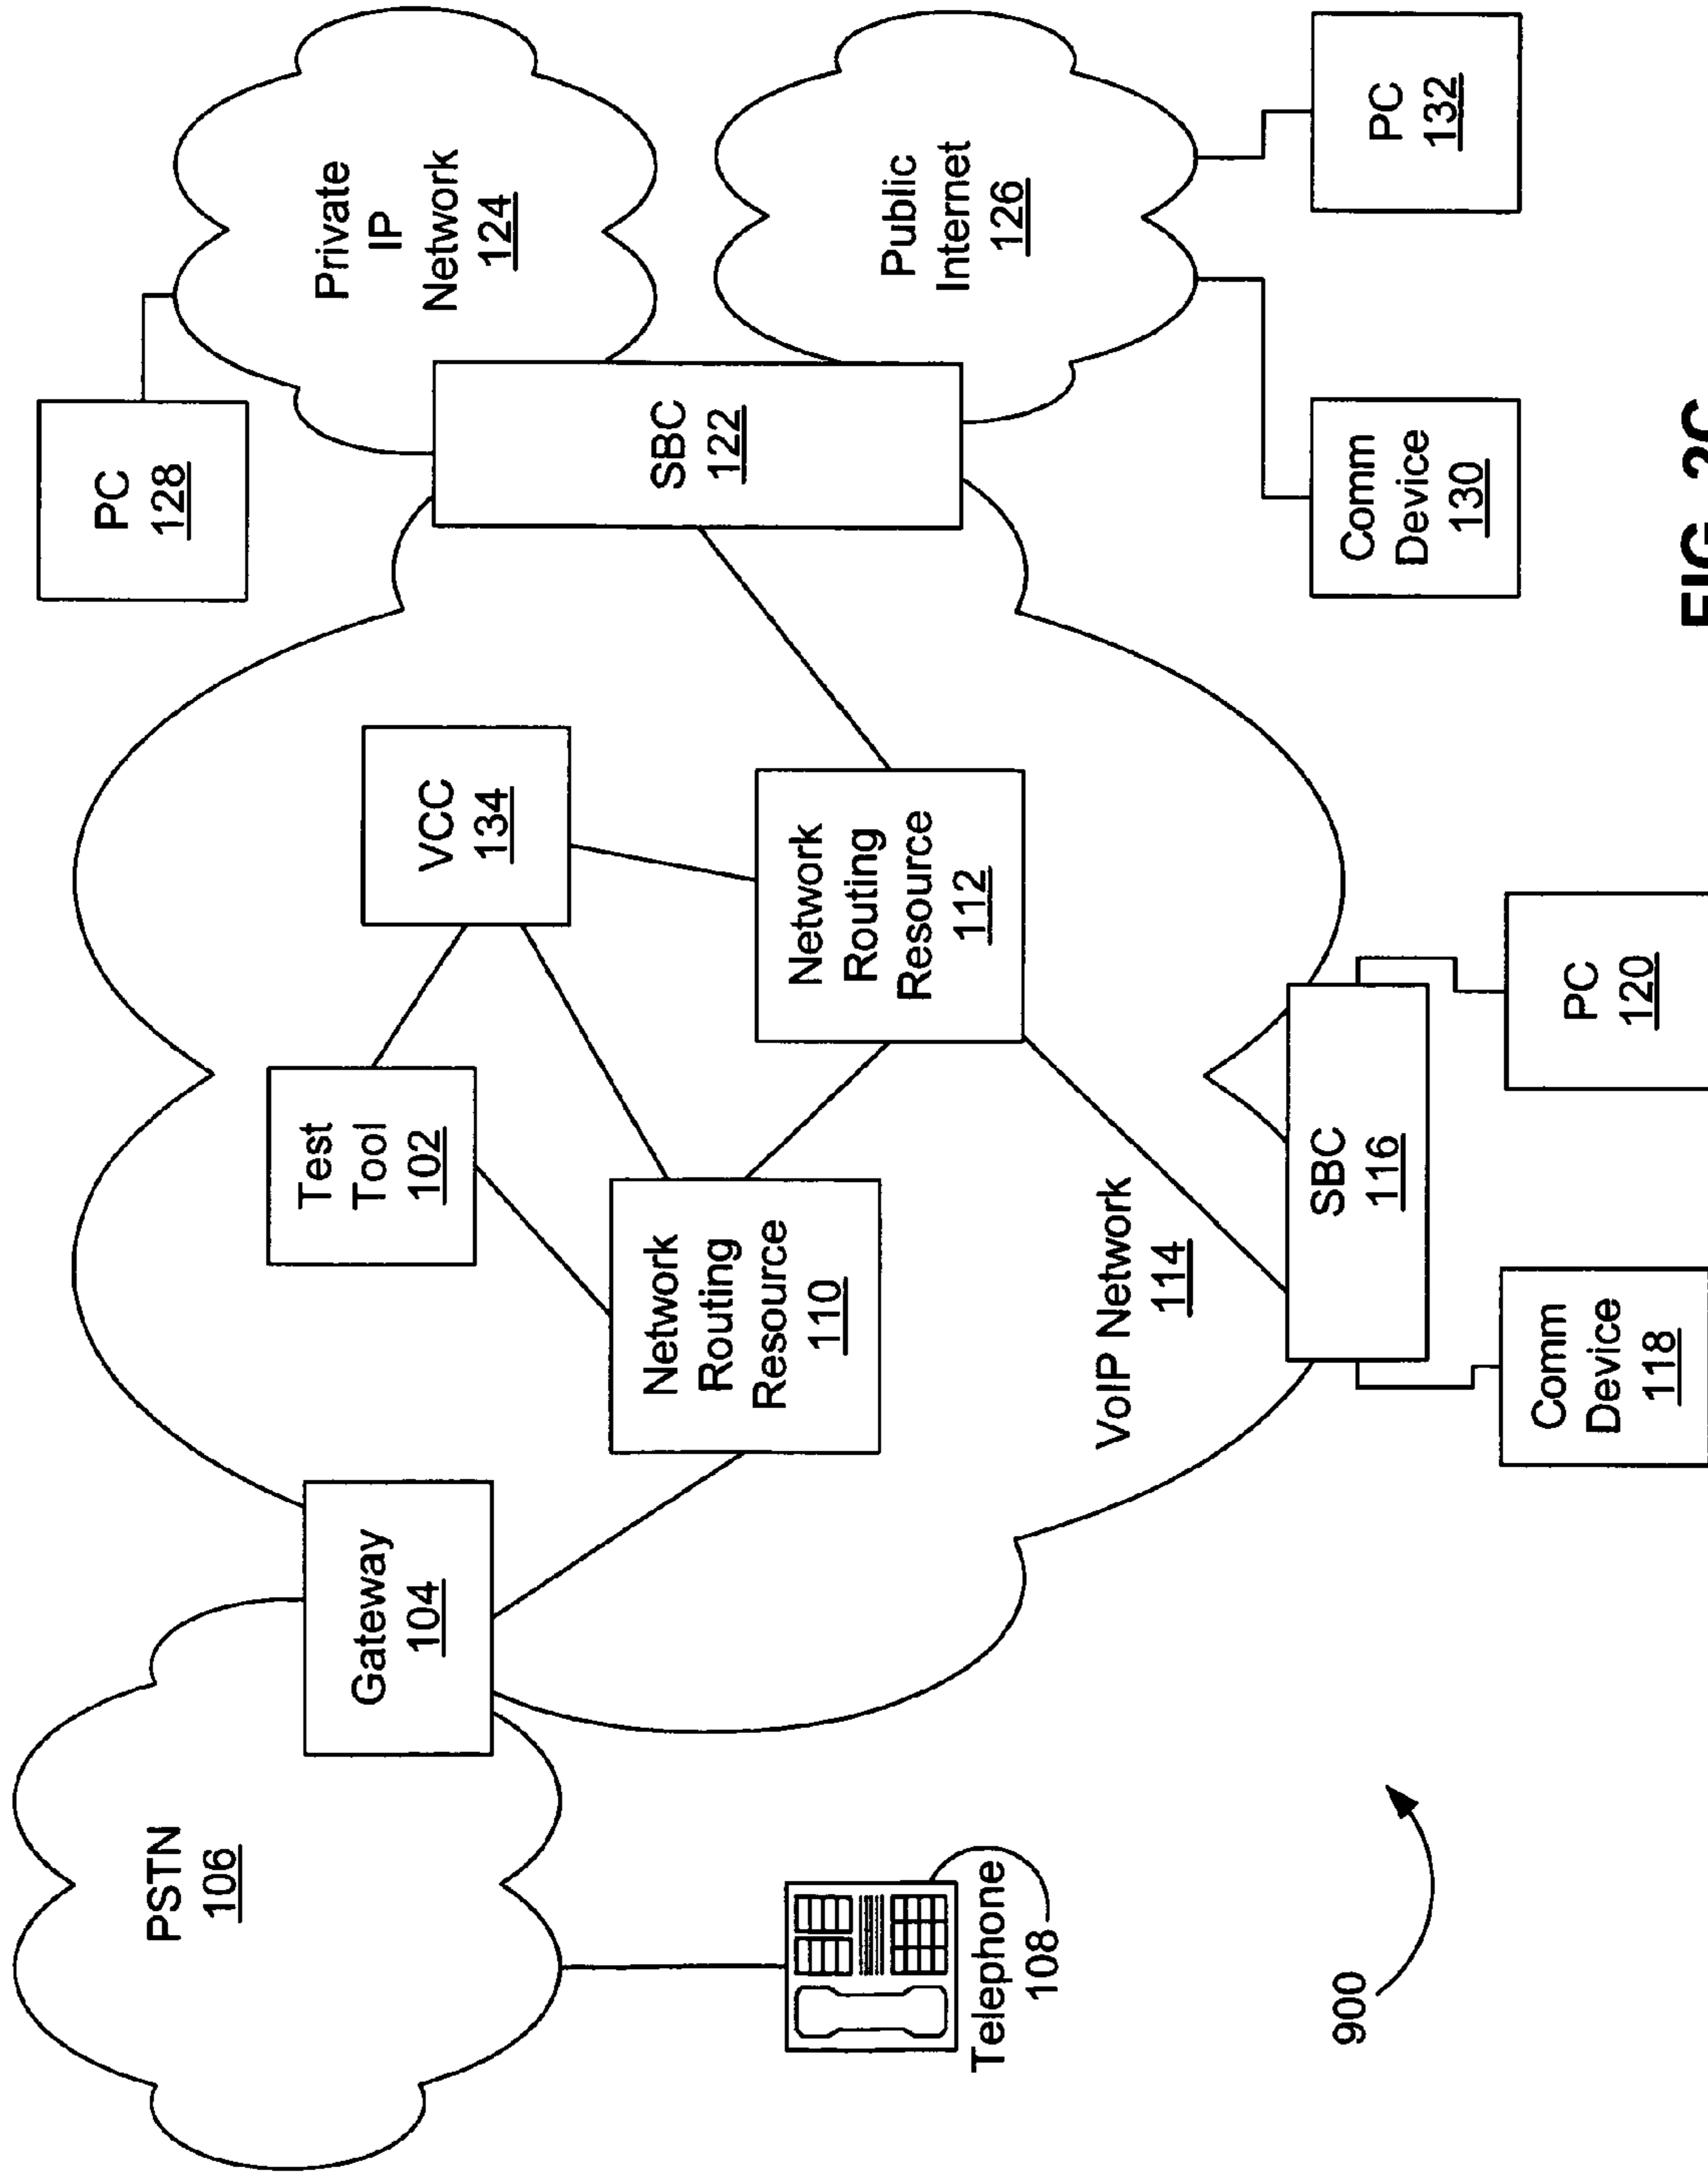 PSTN
106
Gateway
104
Telephone
108
Test
Tool
102
VCC
134
Network
Routing
Resource
110
Network
Routing
Resource
112
VoIP Network
114
PC
128
SBC
122
Private
IP
Network
124
Public
Internet
126
SBC
116
Comm
Device
118
PC
120
Comm
Device
130
PC
132
900
FIG